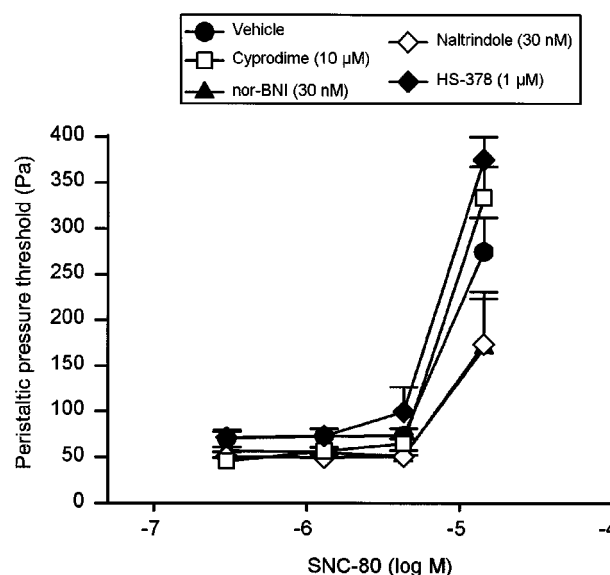 Vehicle
Cyprodime (10 µM)
nor-BNI (30 nM)
Naltrindole (30 nM)
HS-378 (1 µM)
Peristaltic pressure threshold (Pa)
400
350
300
250
200
150
100
50
0
-7
-6
-5
-4
SNC-80 (log M)